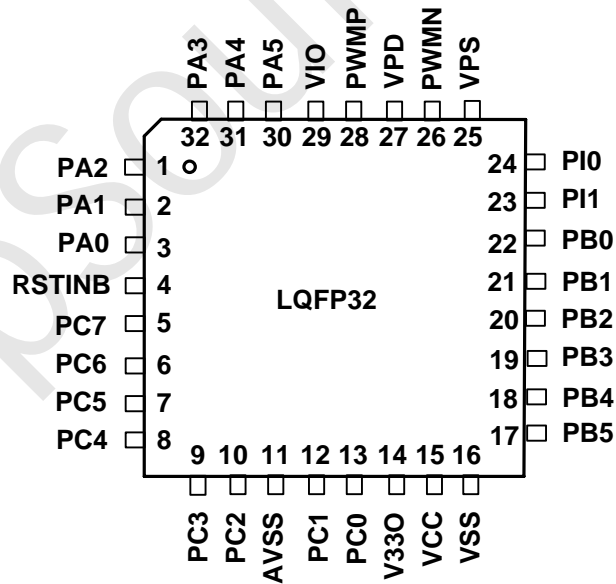 PA3 PA4 PA5 VIO PWMP VPD PWMN VPS
32 31 30 29 28 27 26 25
PA2 1 24 PI0
PA1 2 23 PI1
PA0 3 22 PB0
RSTINB 4 21 PB1
LQFP32
PC7 5 20 PB2
PC6 6 19 PB3
PC5 7 18 PB4
PC4 8 17 PB5
9 10 11 12 13 14 15 16
PC3 PC2 AVSS PC1 PC0 V33O VCC VSS